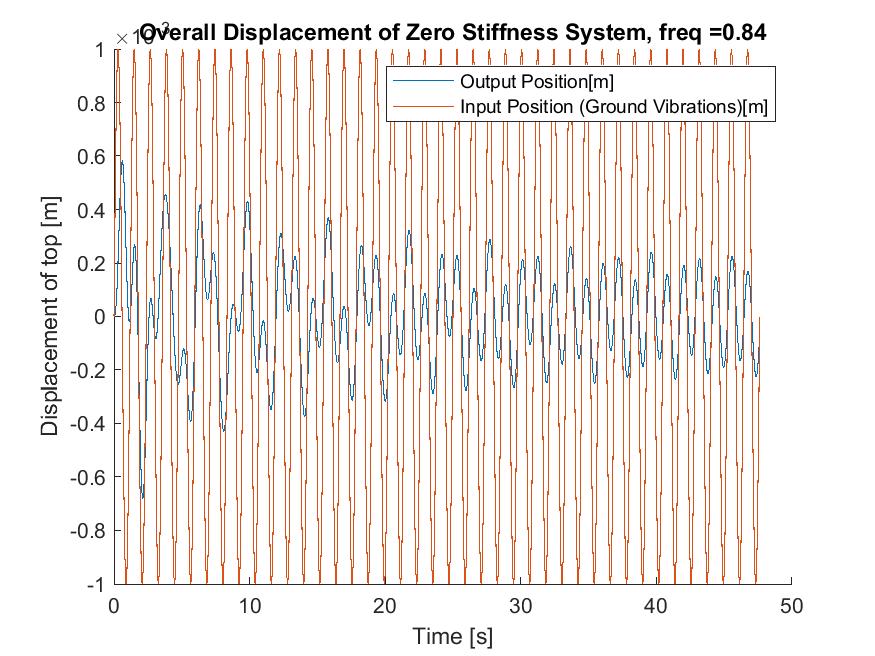 ×10-3
Overall Displacement of Zero Stiffness System, freq =0.84
Output Position[m]
Input Position (Ground Vibrations)[m]
Displacement of top [m]
1
0.8
0.6
0.4
0.2
0
-0.2
-0.4
-0.6
-0.8
-1
0 10 20 30 40 50
Time [s]